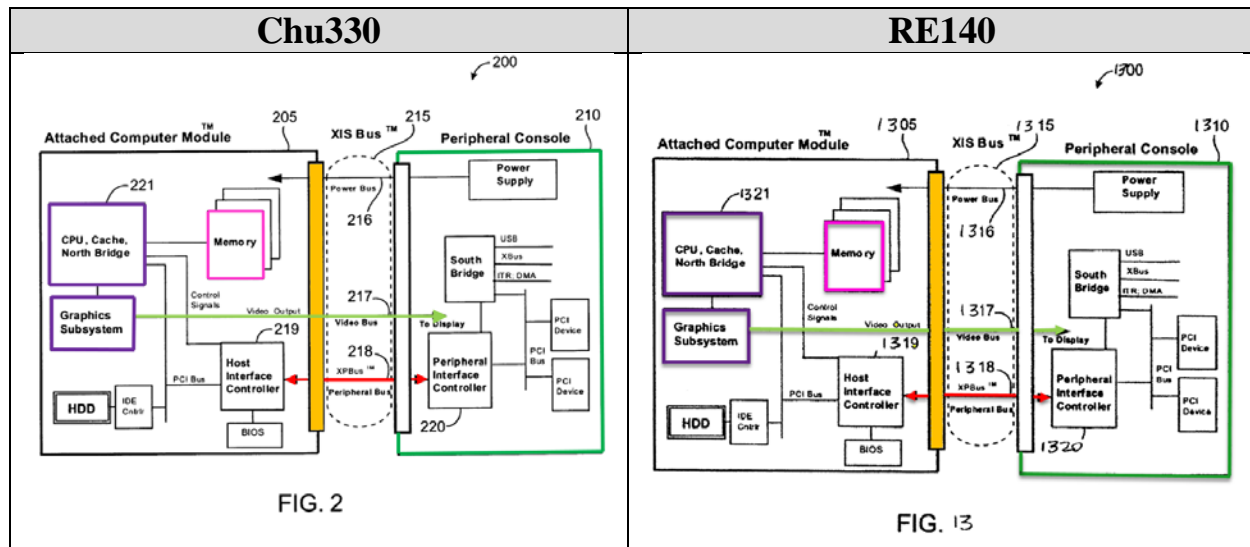 Chu330
RE140
200
205
215
210
Attached Computer Module™
XIS Bus™
Peripheral Console
221
CPU, Cache,
North Bridge
Memory
Power Bus
216
Power
Supply
USB
XBus
ITR; DMA
South
Bridge
Control
Signals
Graphics
Subsystem
Video Output
217
Video Bus
To Display
219
218
PCI Bus
Host
Interface
Controller
XPBus™
Peripheral Bus
Peripheral
Interface
Controller
PCI
Bus
PCI
Device
PCI
Device
HDD
IDE
Cntlr
BIOS
220
FIG. 2
1300
1305
1315
1310
Attached Computer Module™
XIS Bus™
Peripheral Console
1321
CPU, Cache,
North Bridge
Memory
Power Bus
1316
Power
Supply
USB
XBus
ITR; DMA
South
Bridge
Control
Signals
Graphics
Subsystem
Video Output
1317
Video Bus
To Display
1319
1318
PCI Bus
Host
Interface
Controller
XPBus™
Peripheral Bus
Peripheral
Interface
Controller
PCI
Bus
PCI
Device
PCI
Device
HDD
IDE
Cntlr
BIOS
1320
FIG. 13